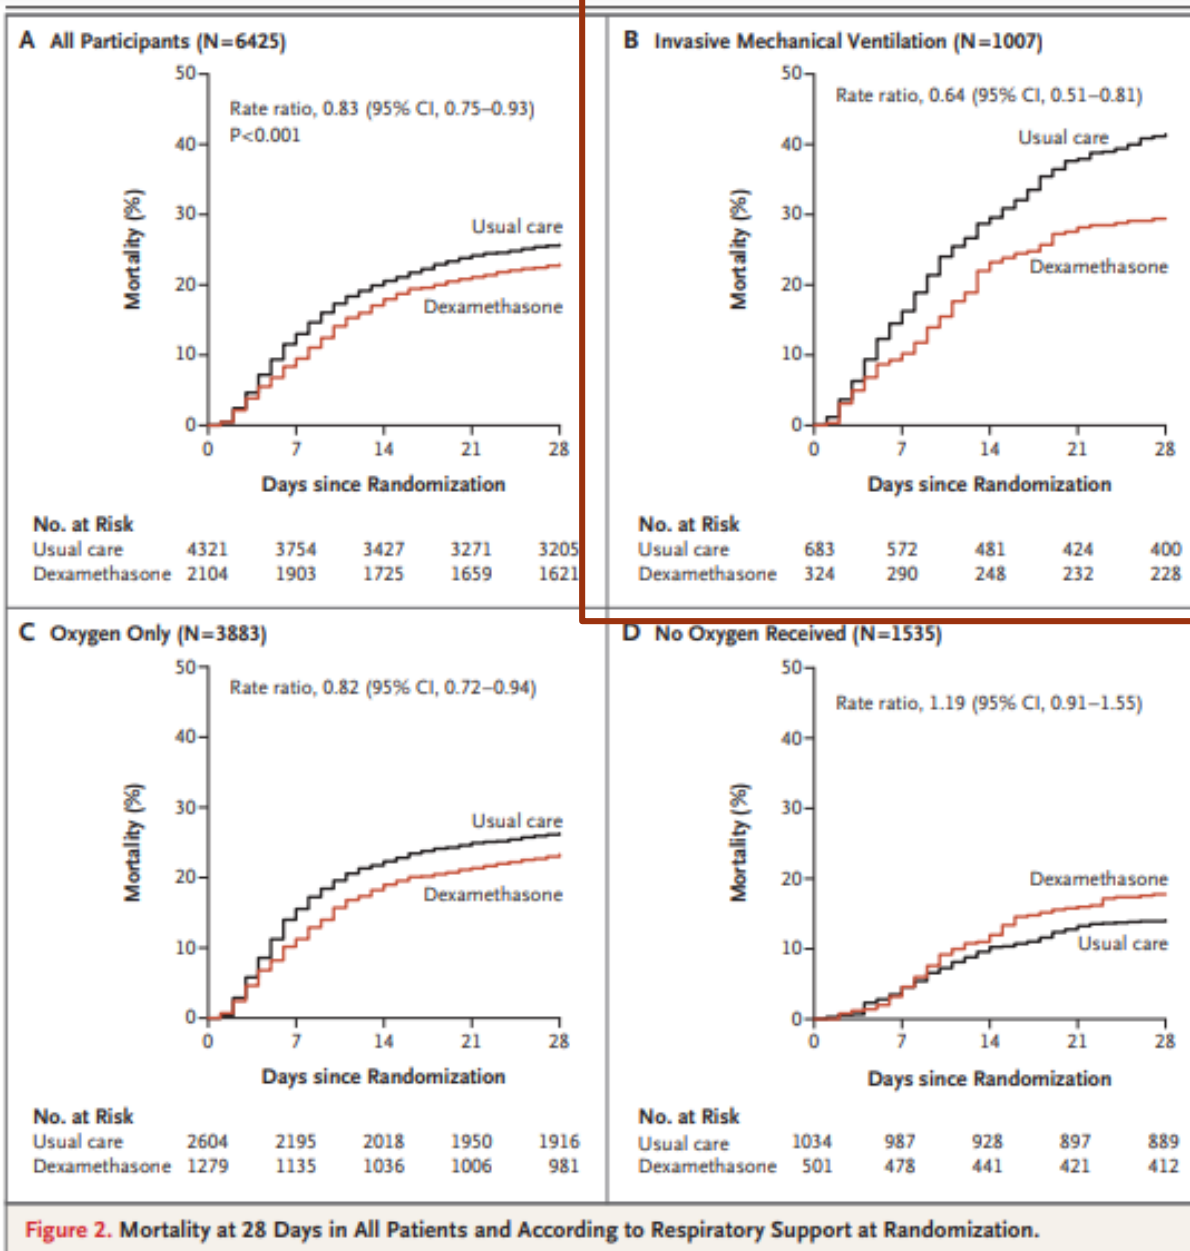 A All Participants (N=6425)
50
40
30
20
10
0
Mortality (%)
Rate ratio, 0.83 (95% CI, 0.75–0.93)
P<0.001
Usual care
Dexamethasone
0 7 14 21 28
Days since Randomization
No. at Risk
Usual care 4321 3754 3427 3271 3205
Dexamethasone 2104 1903 1725 1659 1621
B Invasive Mechanical Ventilation (N=1007)
50
40
30
20
10
0
Mortality (%)
Rate ratio, 0.64 (95% CI, 0.51–0.81)
Usual care
Dexamethasone
0 7 14 21 28
Days since Randomization
No. at Risk
Usual care 683 572 481 424 400
Dexamethasone 324 290 248 232 228
C Oxygen Only (N=3883)
50
40
30
20
10
0
Mortality (%)
Rate ratio, 0.82 (95% CI, 0.72–0.94)
Usual care
Dexamethasone
0 7 14 21 28
Days since Randomization
No. at Risk
Usual care 2604 2195 2018 1950 1916
Dexamethasone 1279 1135 1036 1006 981
D No Oxygen Received (N=1535)
50
40
30
20
10
0
Mortality (%)
Rate ratio, 1.19 (95% CI, 0.91–1.55)
Dexamethasone
Usual care
0 7 14 21 28
Days since Randomization
No. at Risk
Usual care 1034 987 928 897 889
Dexamethasone 501 478 441 421 412
Figure 2. Mortality at 28 Days in All Patients and According to Respiratory Support at Randomization.